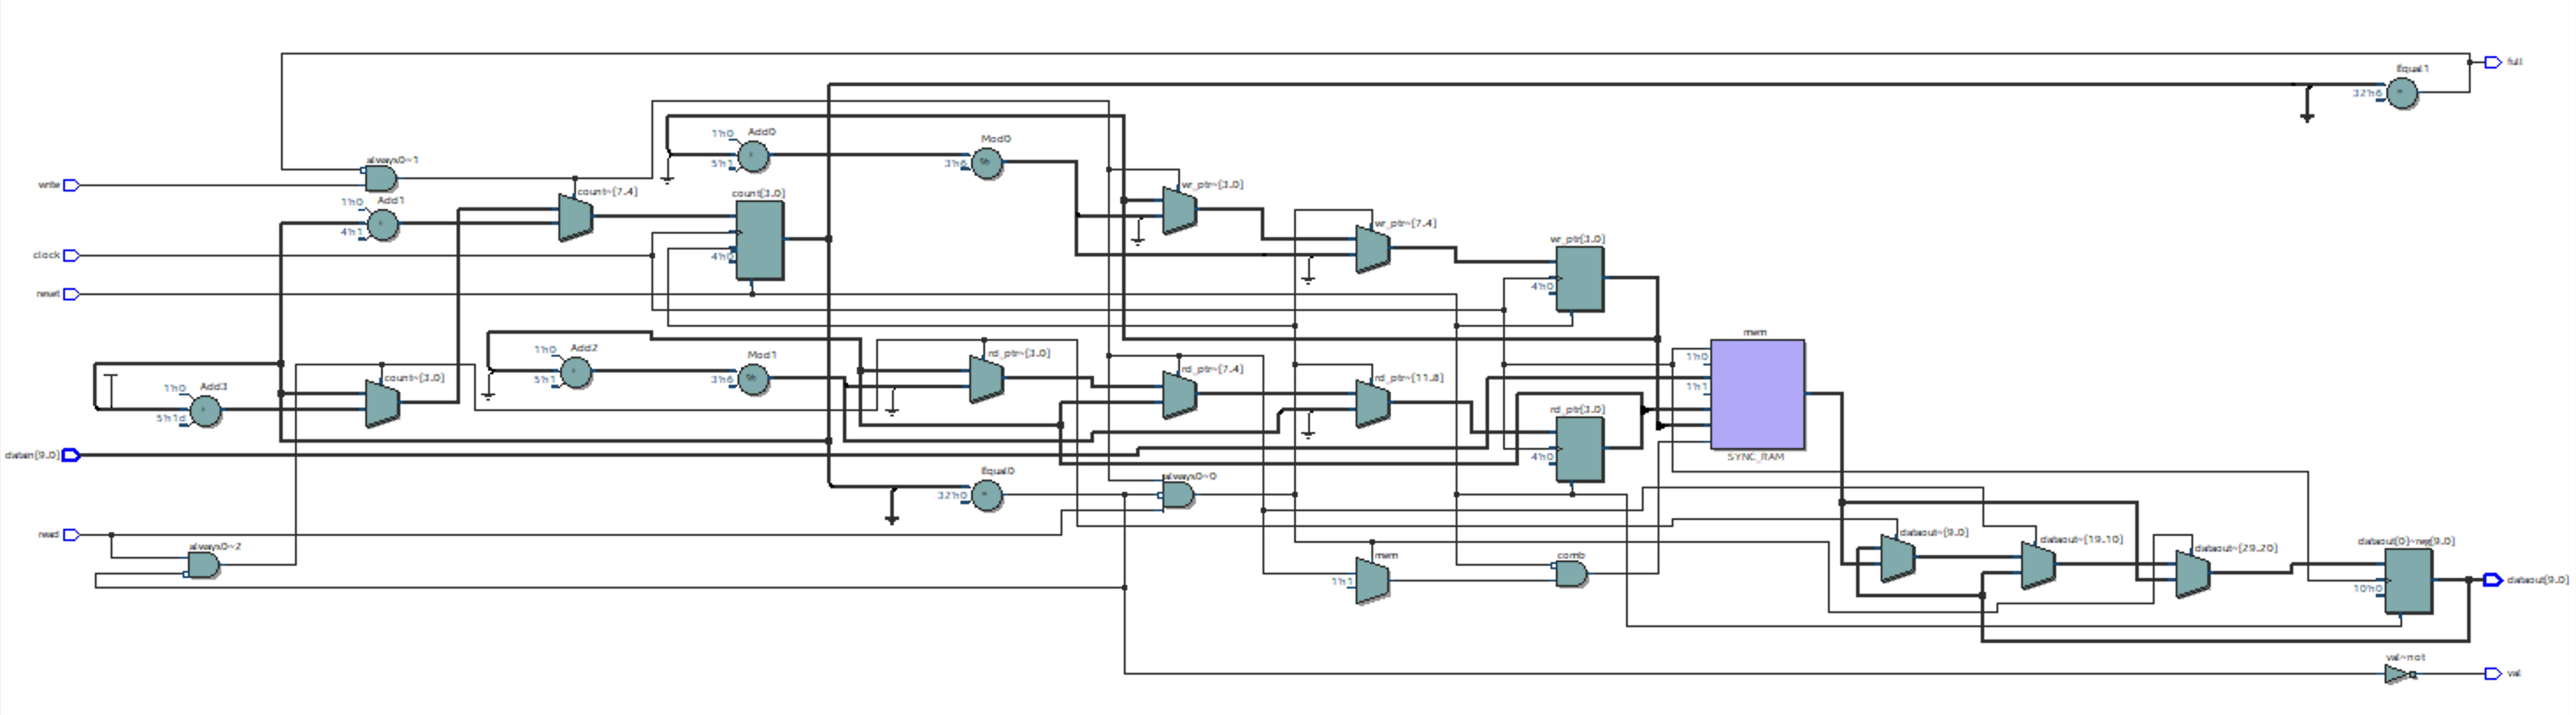 full
Equal1
32'h6
always0~1
write
1'h0
Add0
5'h1
Mod0
3'h6
count~[7.4]
wr_ptr~[3.0]
1'h0
Add1
4'h1
count[3.0]
4'h0
wr_ptr~[7.4]
clock
wr_ptr[3.0]
4'h0
reset
mem
1'h0
1'h1
SYNC_RAM
1'h0
Add2
5'h1
Mod1
3'h6
rd_ptr~[3.0]
rd_ptr~[7.4]
rd_ptr~[11.8]
1'h0
Add3
5'h1d
count~[3.0]
rd_ptr[3.0]
4'h0
datain[9.0]
Equal0
32'h0
always0~0
read
always0~2
mem
1'h1
comb
dataout~[9.0]
dataout~[19.10]
dataout~[29.20]
dataout[0]~reg[9.0]
10'h0
dataout[9.0]
val~not
val